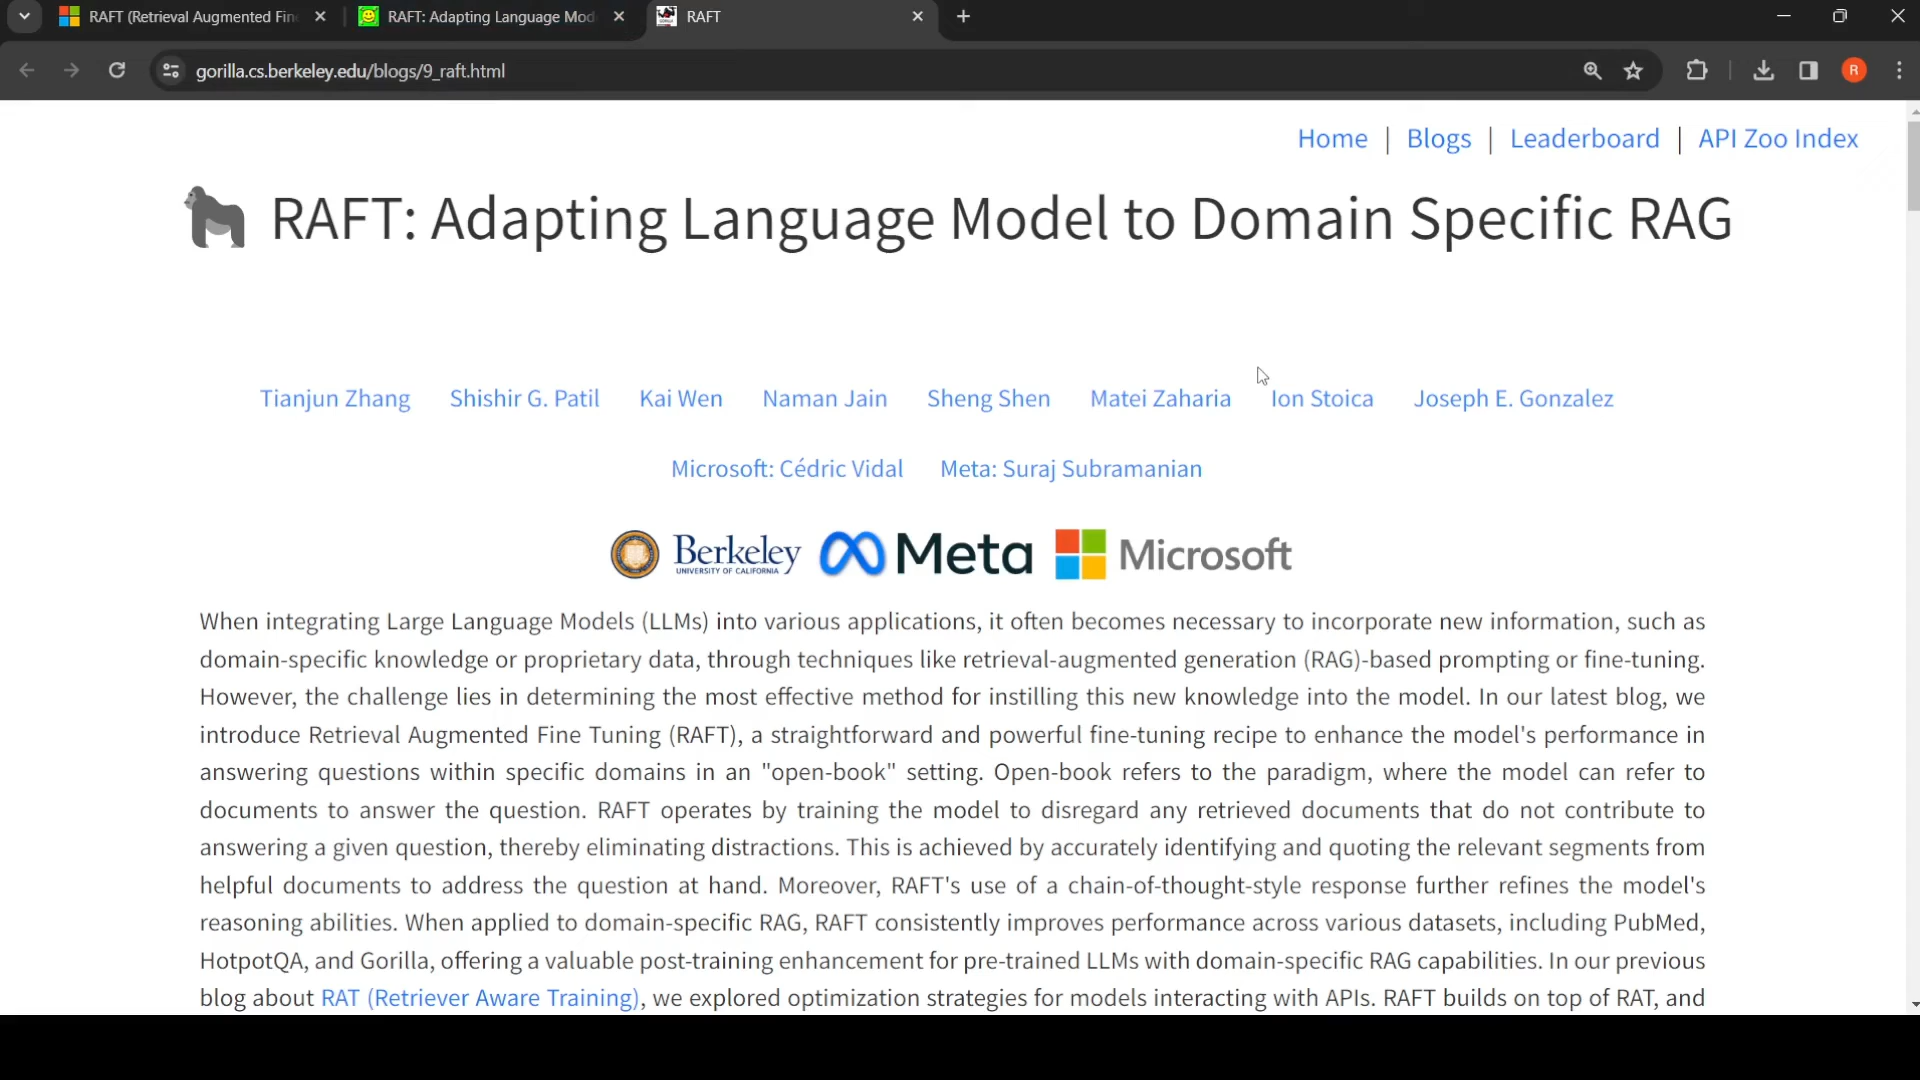 RAFT (Retrieval Augmented Fin
RAFT: Adapting Language Mod
RAFT
gorilla.cs.berkeley.edu/blogs/9_raft.html
R
Home | Blogs | Leaderboard | API Zoo Index
RAFT: Adapting Language Model to Domain Specific RAG
Tianjun Zhang Shishir G. Patil Kai Wen Naman Jain Sheng Shen Matei Zaharia Ion Stoica Joseph E. Gonzalez
Microsoft: Cédric Vidal Meta: Suraj Subramanian
Berkeley Meta Microsoft
UNIVERSITY OF CALIFORNIA
When integrating Large Language Models (LLMs) into various applications, it often becomes necessary to incorporate new information, such as
domain-specific knowledge or proprietary data, through techniques like retrieval-augmented generation (RAG)-based prompting or fine-tuning.
However, the challenge lies in determining the most effective method for instilling this new knowledge into the model. In our latest blog, we
introduce Retrieval Augmented Fine Tuning (RAFT), a straightforward and powerful fine-tuning recipe to enhance the model's performance in
answering questions within specific domains in an "open-book" setting. Open-book refers to the paradigm, where the model can refer to
documents to answer the question. RAFT operates by training the model to disregard any retrieved documents that do not contribute to
answering a given question, thereby eliminating distractions. This is achieved by accurately identifying and quoting the relevant segments from
helpful documents to address the question at hand. Moreover, RAFT's use of a chain-of-thought-style response further refines the model's
reasoning abilities. When applied to domain-specific RAG, RAFT consistently improves performance across various datasets, including PubMed,
HotpotQA, and Gorilla, offering a valuable post-training enhancement for pre-trained LLMs with domain-specific RAG capabilities. In our previous
blog about RAT (Retriever Aware Training), we explored optimization strategies for models interacting with APIs. RAFT builds on top of RAT, and